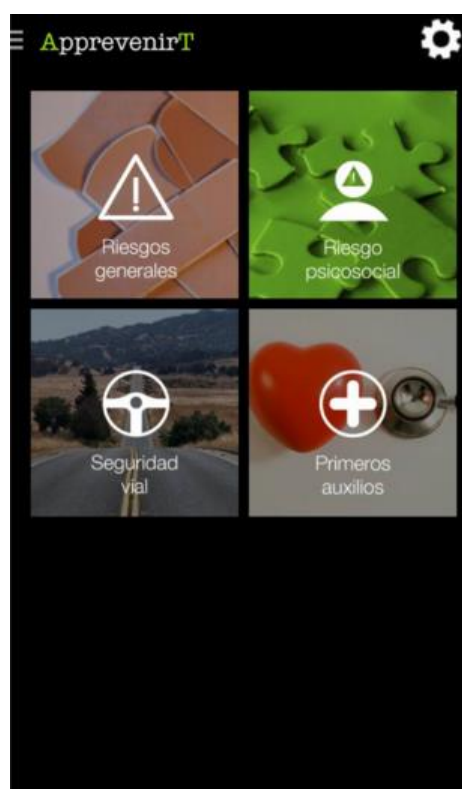 ApprevenirT
Riesgos
generales
Riesgo
psicosocial
Seguridad
vial
Primeros
auxilios